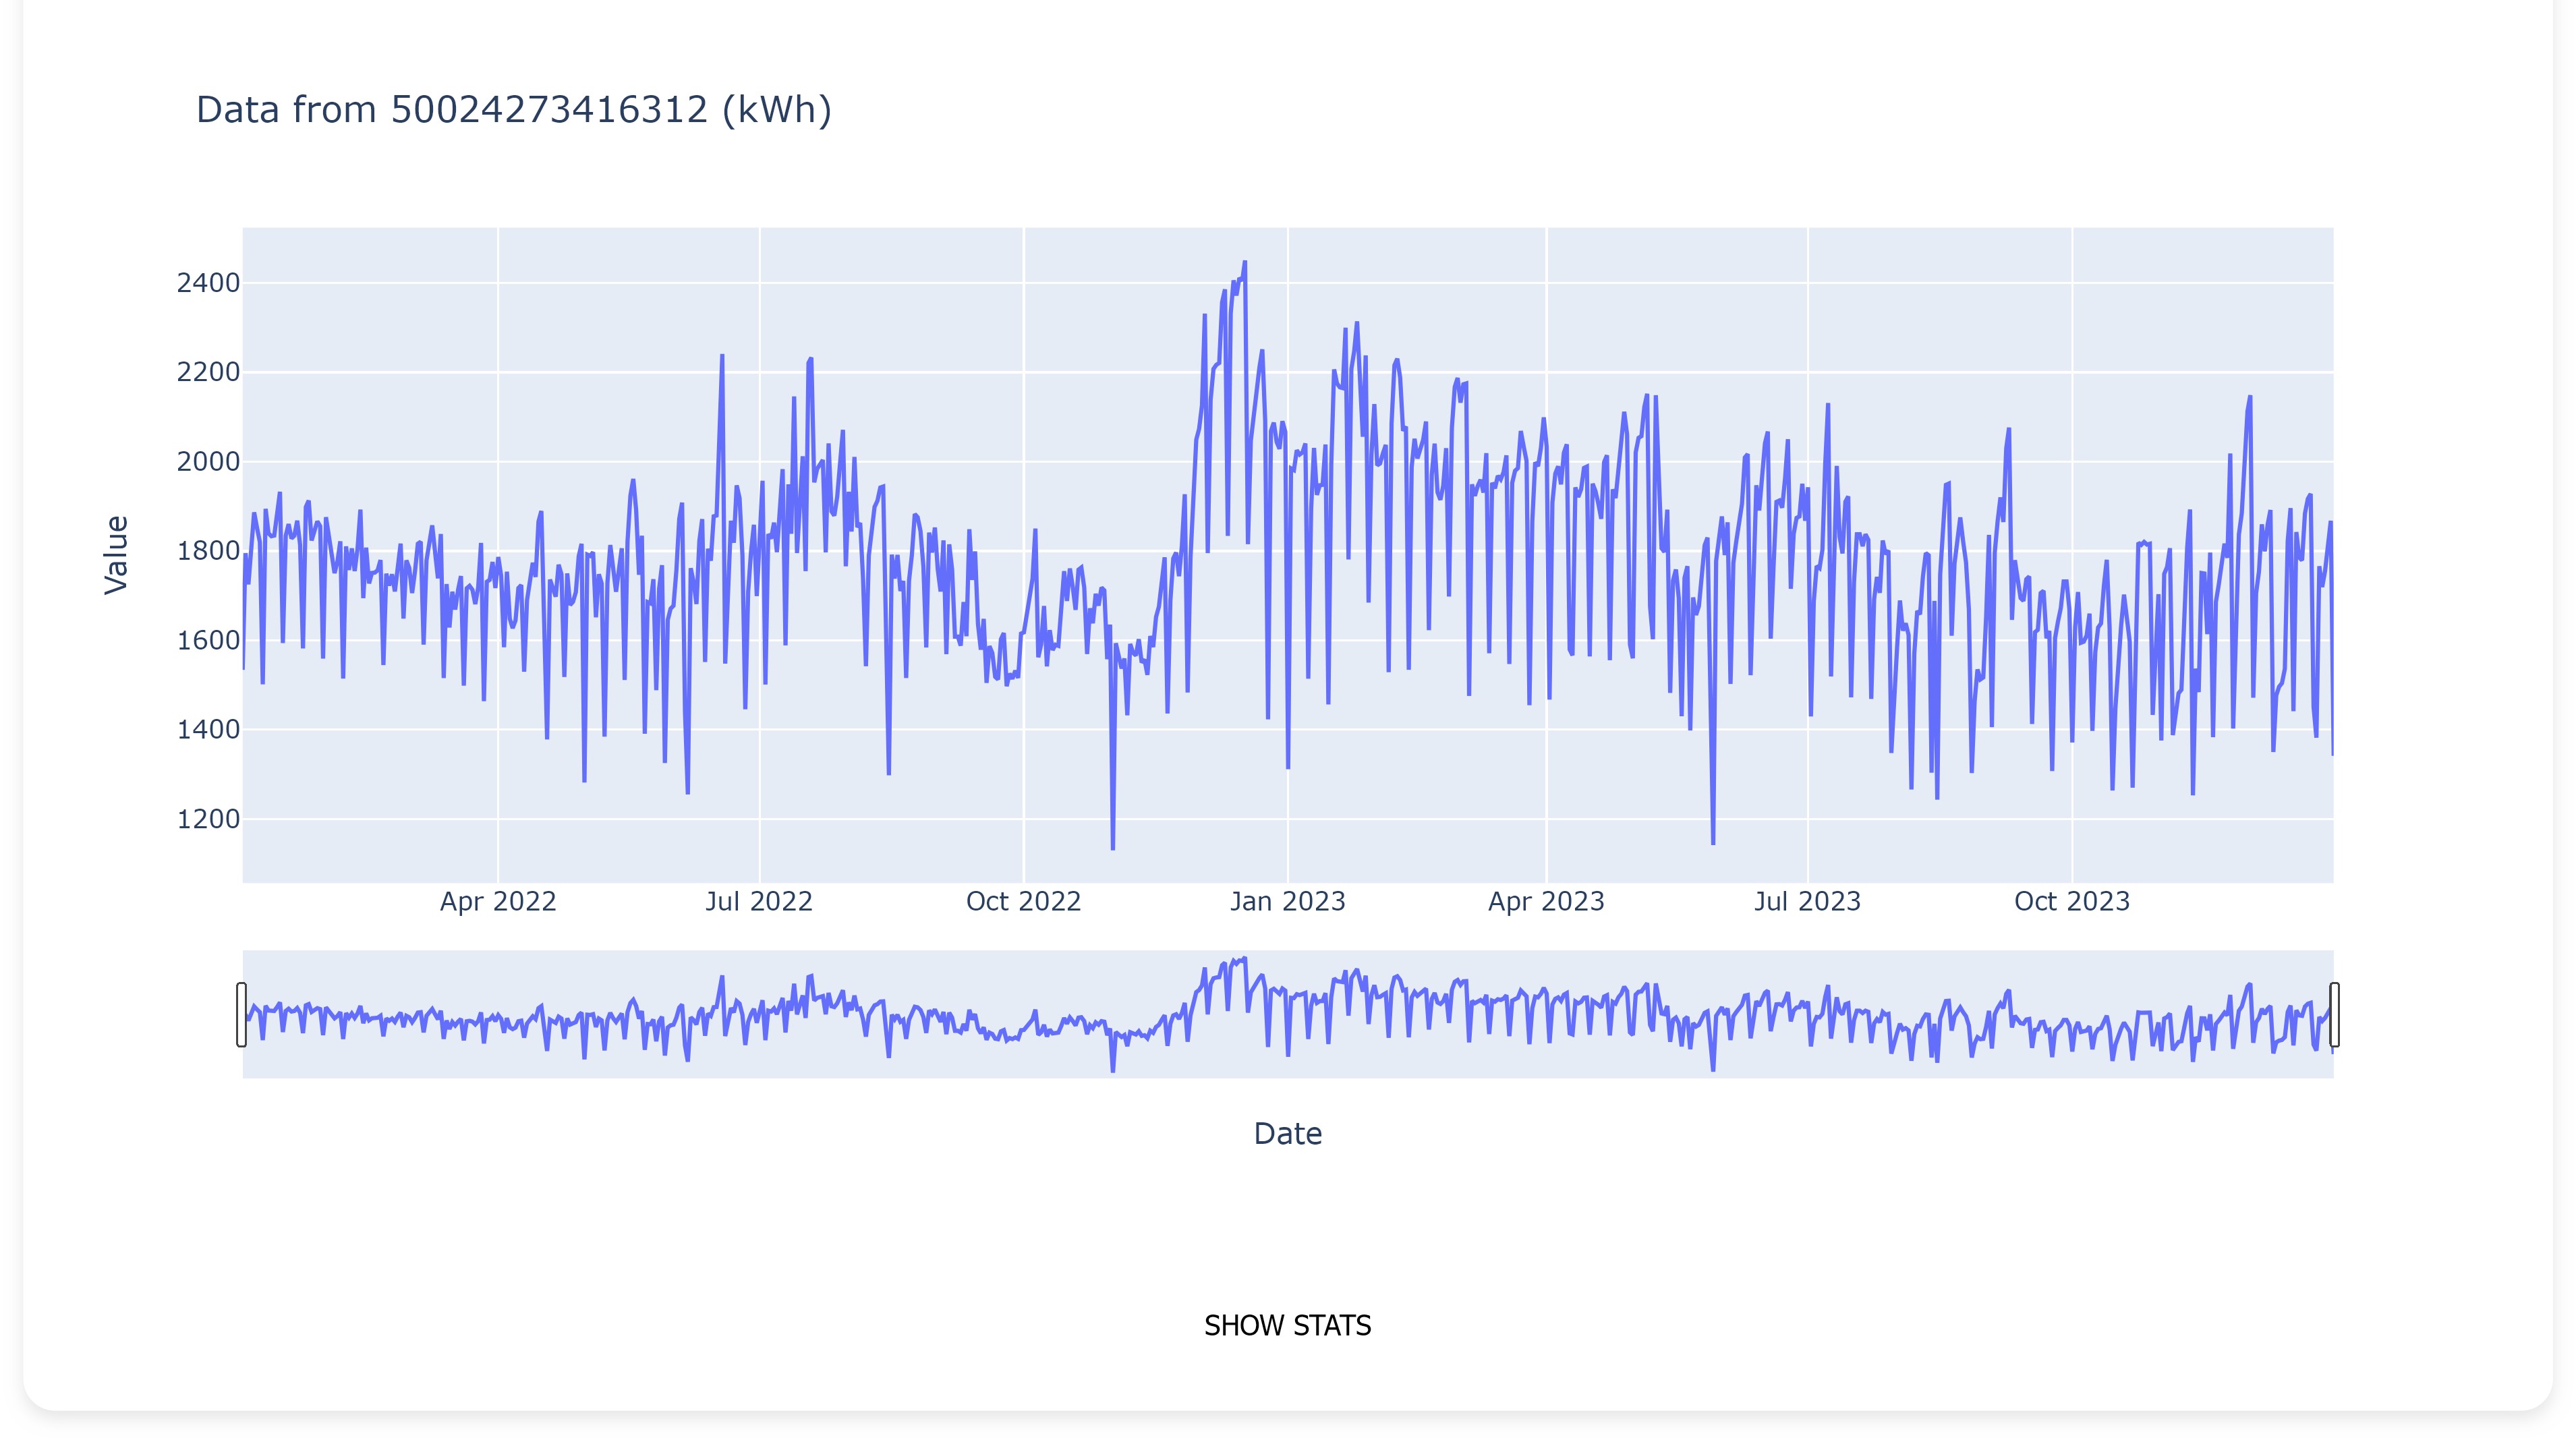 Data from 50024273416312 (kWh)
2400
2200
2000
1800
1600
1400
1200
Value
Apr 2022
Jul 2022
Oct 2022
Jan 2023
Apr 2023
Jul 2023
Oct 2023
Date
SHOW STATS